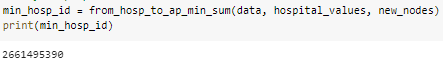 min_hosp_id = from_hosp_to_ap_min_sum(data, hospital_values, new_nodes)
print(min_hosp_id)
2661495390